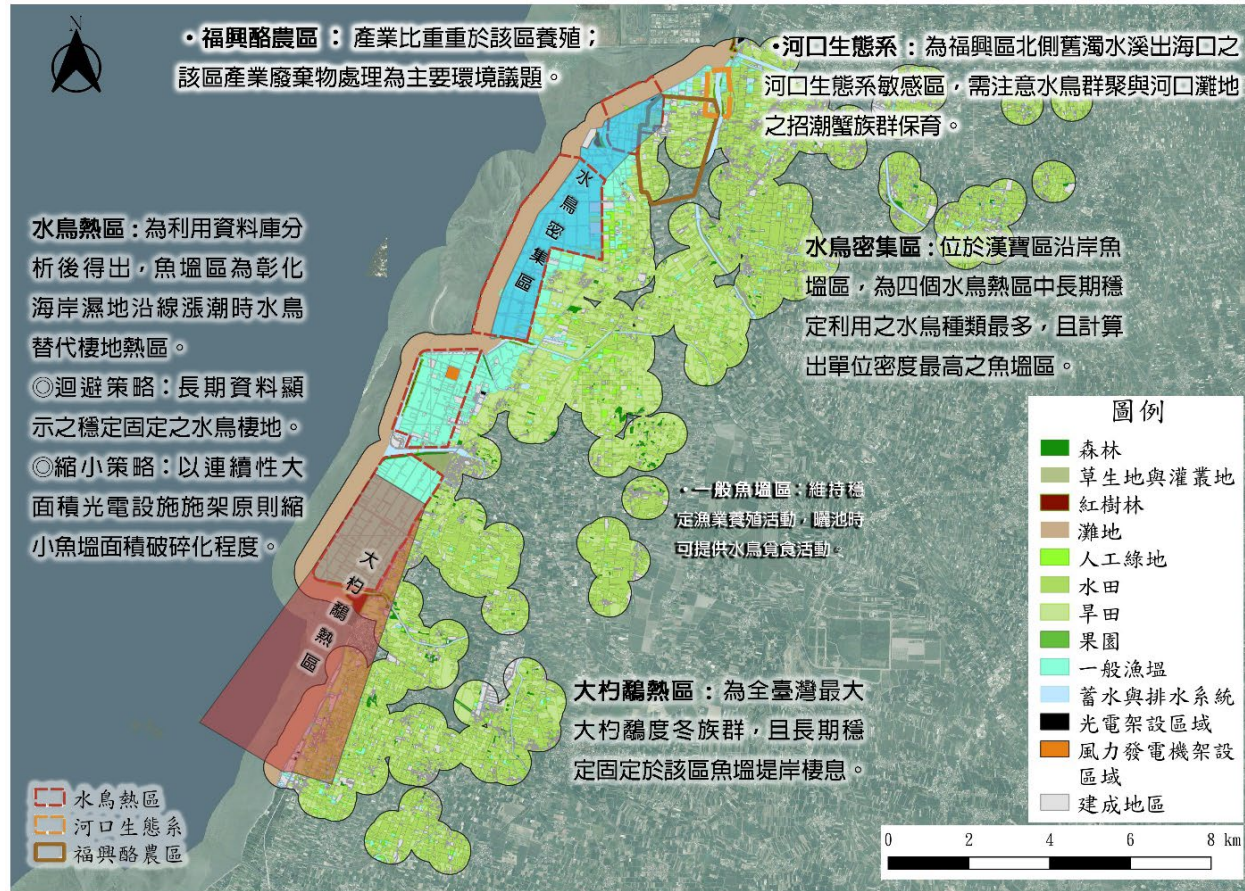 •福興酪農區：產業比重重於該區養殖；
該區產業廢棄物處理為主要環境議題。
•河口生態系：為福興區北側舊濁水溪出海口之
河口生態系敏感區，需注意水鳥群聚與河口灘地
之招潮蟹族群保育。
水鳥熱區：為利用資料庫分
析後得出，魚塭區為彰化
海岸濕地沿線漲潮時水鳥
替代棲地熱區。
◎迴避策略：長期資料顯
示之穩定固定之水鳥棲地。
◎縮小策略：以連續性大
面積光電設施施架原則縮
小魚塭面積破碎化程度。
水鳥密集區
水鳥密集區：位於漢寶區沿岸魚
塭區，為四個水鳥熱區中長期穩
定利用之水鳥種類最多，且計算
出單位密度最高之魚塭區。
•一般魚塭區：維持穩
定漁業養殖活動，曬池時
可提供水鳥覓食活動。
大杓鷸熱區
大杓鷸熱區：為全臺灣最大
大杓鷸度冬族群，且長期穩
定固定於該區魚塭堤岸棲息。
圖例
森林
草生地與灌叢地
紅樹林
灘地
人工綠地
水田
旱田
果園
一般漁塭
蓄水與排水系統
光電架設區域
風力發電機架設
區域
建成地區
水鳥熱區
河口生態系
福興酪農區
0 2 4 6 8 km